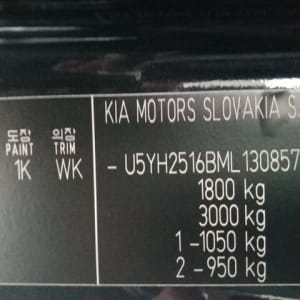 KIA MOTORS SLOVAKIA S.
도장 의장
PAINT TRIM
1K WK
- U5YH2516BML130857
1800 kg
3000 kg
1 -1050 kg
2 -950 kg